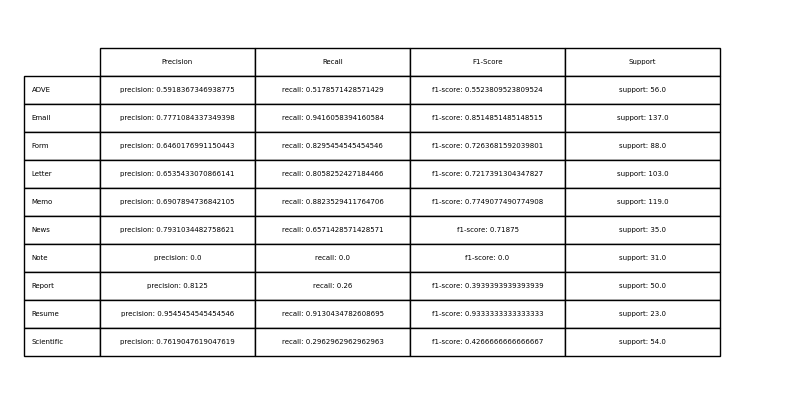 Precision Recall F1-Score Support
ADVE precision: 0.5918367346938775 recall: 0.5178571428571429 f1-score: 0.5523809523809524 support: 56.0
Email precision: 0.7771084337349398 recall: 0.9416058394160584 f1-score: 0.8514851485148515 support: 137.0
Form precision: 0.6460176991150443 recall: 0.8295454545454546 f1-score: 0.7263681592039801 support: 88.0
Letter precision: 0.6535433070866141 recall: 0.8058252427184466 f1-score: 0.7217391304347827 support: 103.0
Memo precision: 0.6907894736842105 recall: 0.8823529411764706 f1-score: 0.7749077490774908 support: 119.0
News precision: 0.7931034482758621 recall: 0.6571428571428571 f1-score: 0.71875 support: 35.0
Note precision: 0.0 recall: 0.0 f1-score: 0.0 support: 31.0
Report precision: 0.8125 recall: 0.26 f1-score: 0.3939393939393939 support: 50.0
Resume precision: 0.9545454545454546 recall: 0.9130434782608695 f1-score: 0.9333333333333333 support: 23.0
Scientific precision: 0.7619047619047619 recall: 0.2962962962962963 f1-score: 0.4266666666666667 support: 54.0